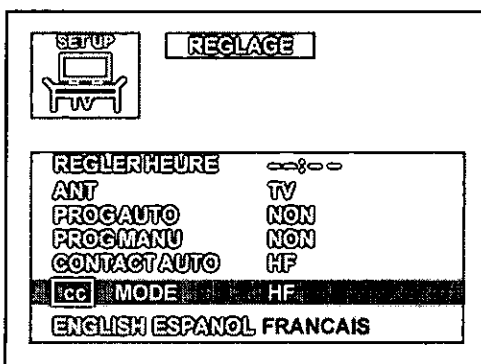 SET UP
TV
REGLAGE
REGLER HEURE --:--
ANT TV
PROG AUTO NON
PROG MANU NON
CONTACT AUTO HF
CC MODE HF
ENGLISH ESPANOL FRANCAIS